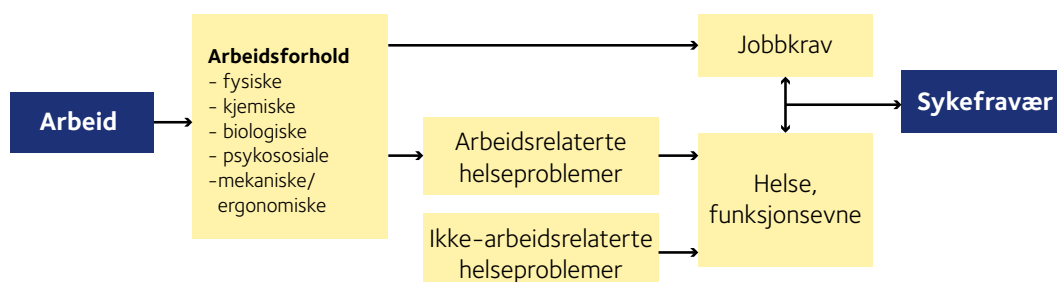 Arbeid
Arbeidsforhold
- fysiske
- kjemiske
- biologiske
- psykososiale
-mekaniske/
ergonomiske
Arbeidsrelaterte
helseproblemer
Ikke-arbeidsrelaterte
helseproblemer
Jobbkrav
Helse,
funksjonsevne
Sykefravær